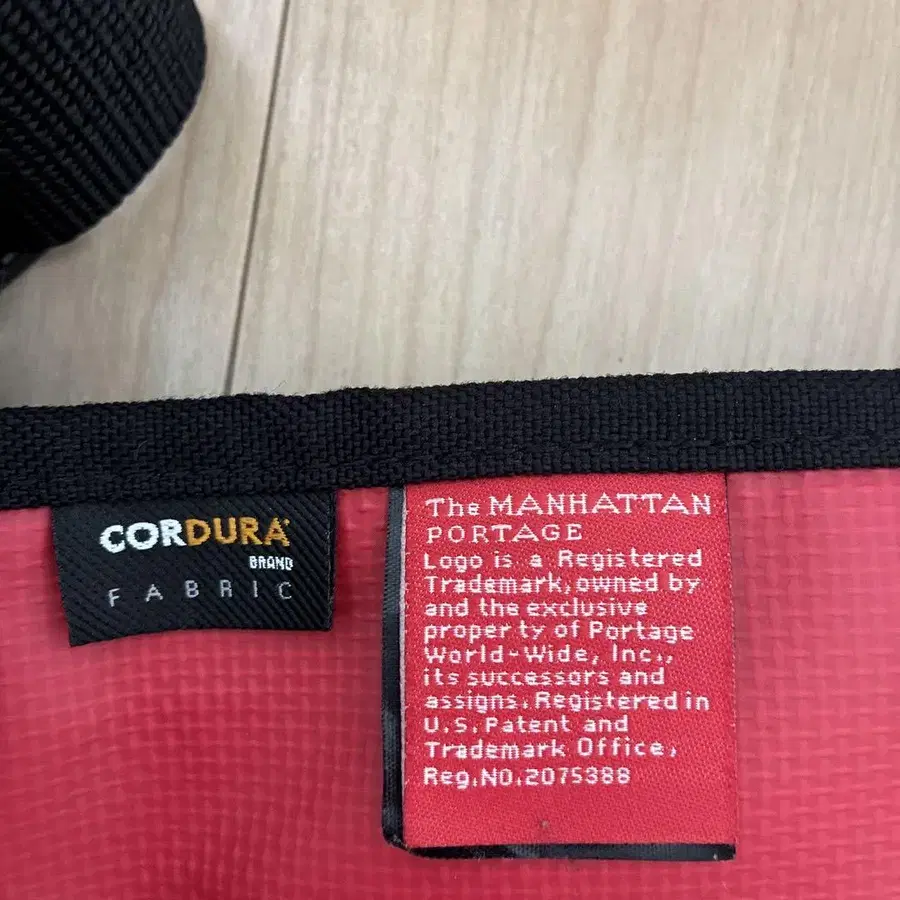 CORDURA
BRAND
FABRIC
The MANHATTAN
PORTAGE
Logo is a Registered
Trademark, owned by
and the exclusive
property of Portage
World-Wide, Inc.,
its successors and
assigns. Registered in
U.S. Patent and
Trademark Office,
Reg.NO.2075388